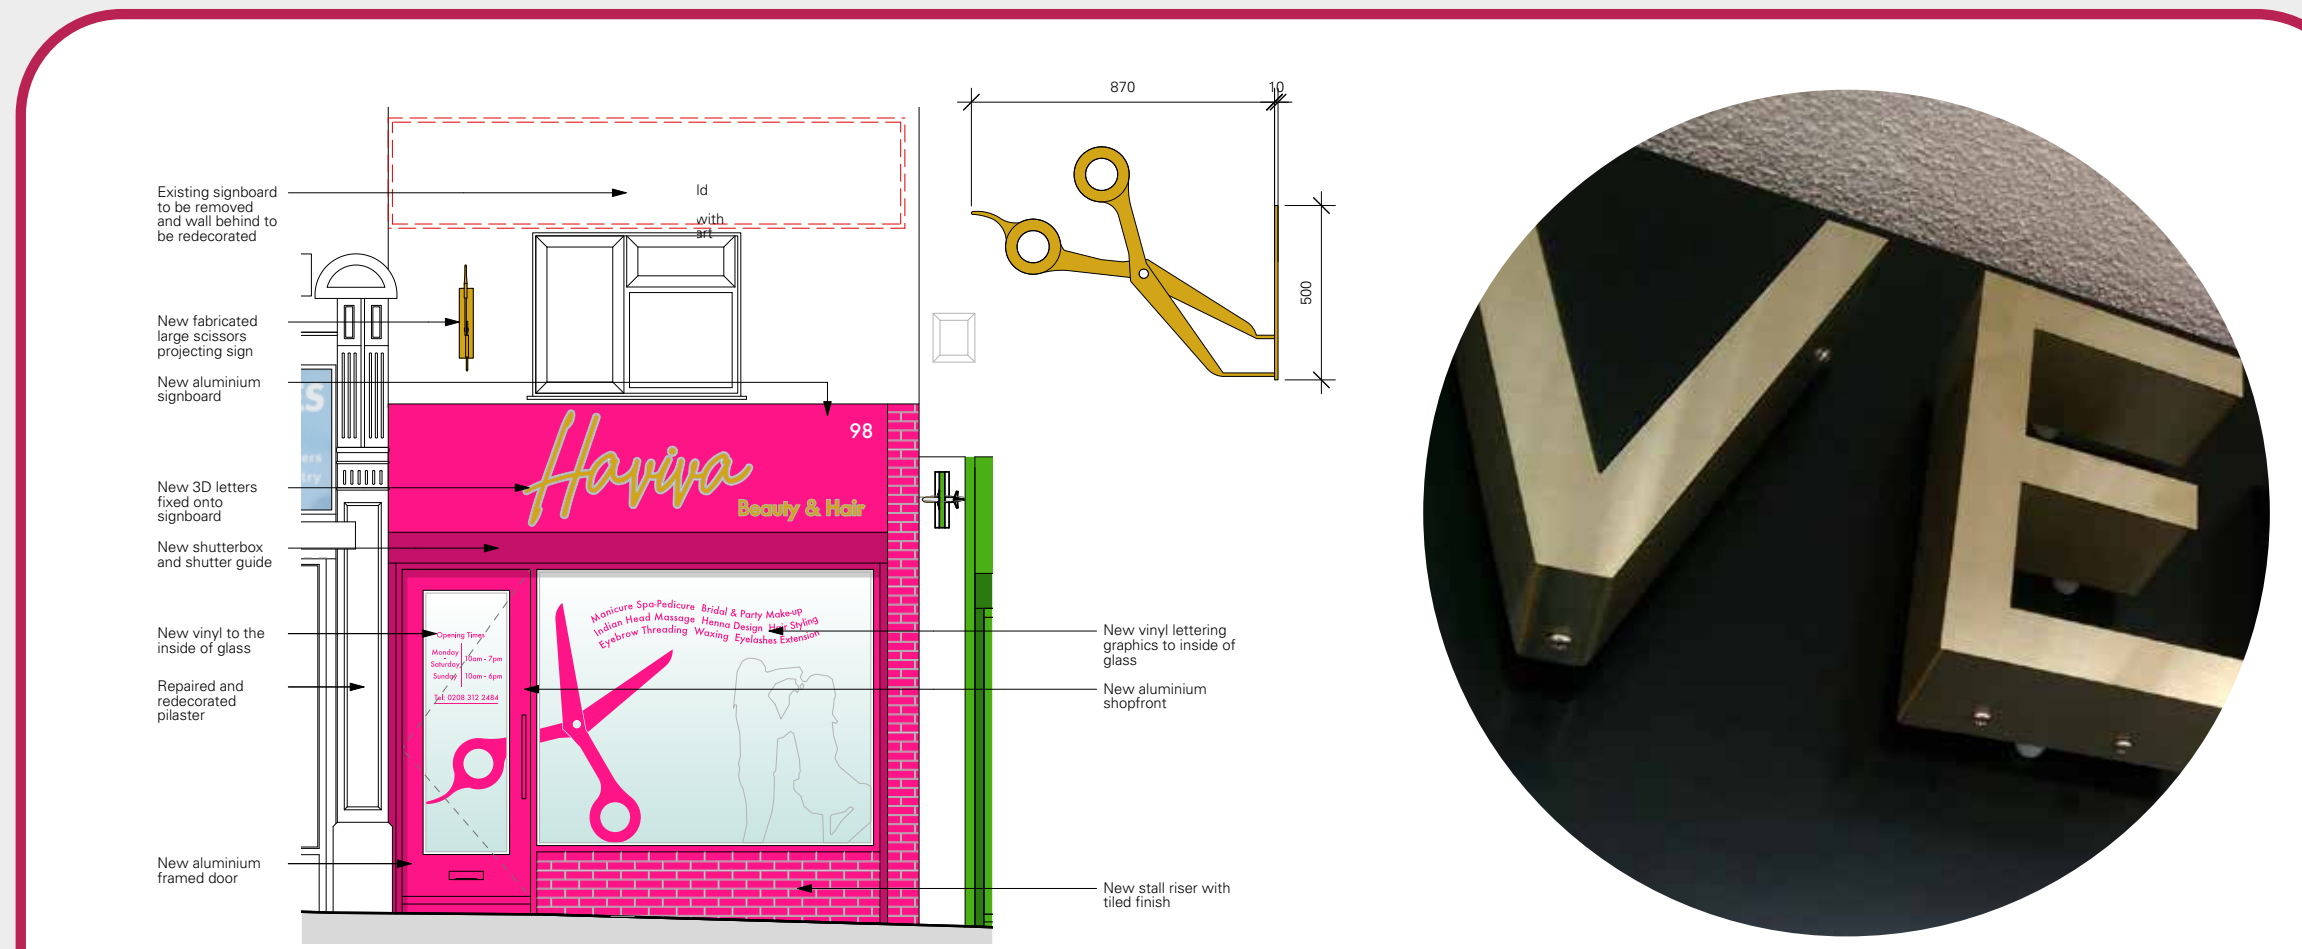 870
10
500
Existing signboard
to be removed
and wall behind to
be redecorated
ld
with
art
New fabricated
large scissors
projecting sign
New aluminium
signboard
98
Haviva
Beauty & Hair
New 3D letters
fixed onto
signboard
New shutterbox
and shutter guide
New vinyl to the
inside of glass
Repaired and
redecorated
pilaster
New aluminium
framed door
S
ers
try
Opening Times
Monday
-
Saturday
10am - 7pm
Sunday
10am - 6pm
Tel: 0208 312 2484
Manicure Spa-Pedicure Bridal & Party Make-up
Indian Head Massage Henna Design Hair Styling
Eyebrow Threading Waxing Eyelashes Extension
New vinyl lettering
graphics to inside of
glass
New aluminium
shopfront
New stall riser with
tiled finish
VE